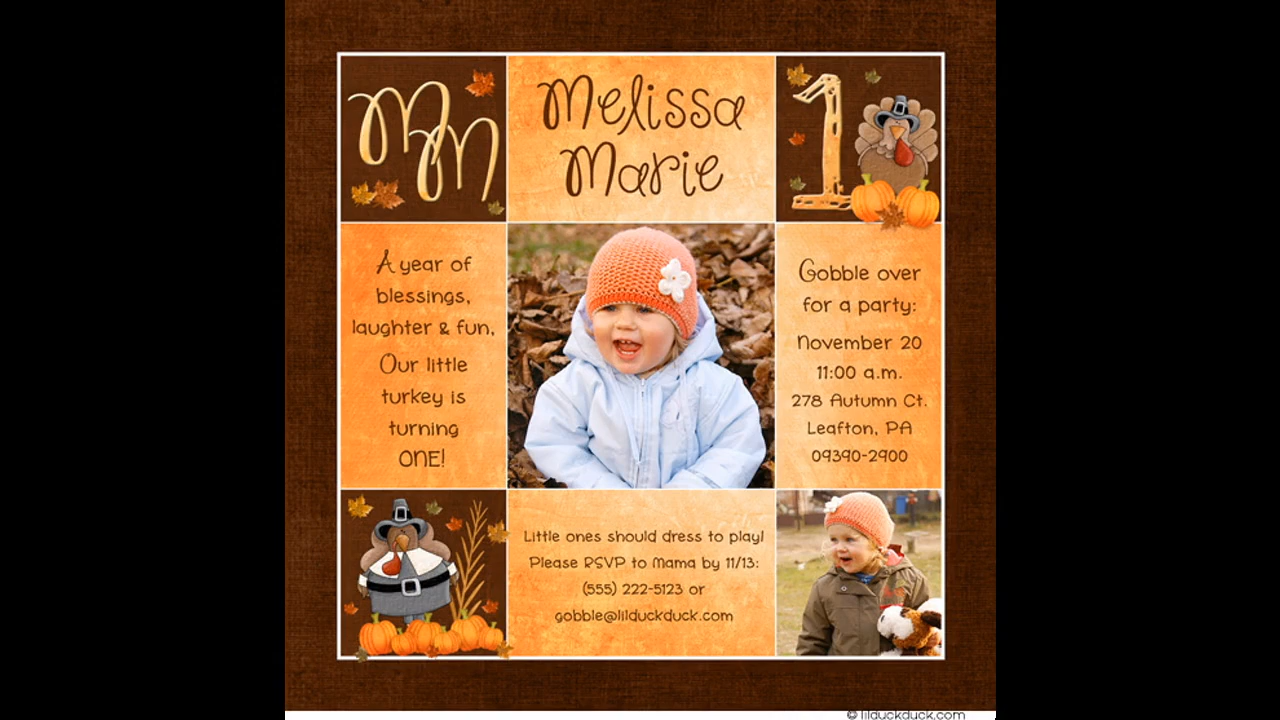 MM
Melissa
Marie
1
A year of
blessings,
laughter & fun,
Our little
turkey is
turning
ONE!
Gobble over
for a party:
November 20
11:00 a.m.
278 Autumn Ct.
Leafton, PA
09390-2900
Little ones should dress to play!
Please RSVP to Mama by 11/13:
(555) 222-5123 or
gobble@lilduckduck.com
© lilduckduck.com